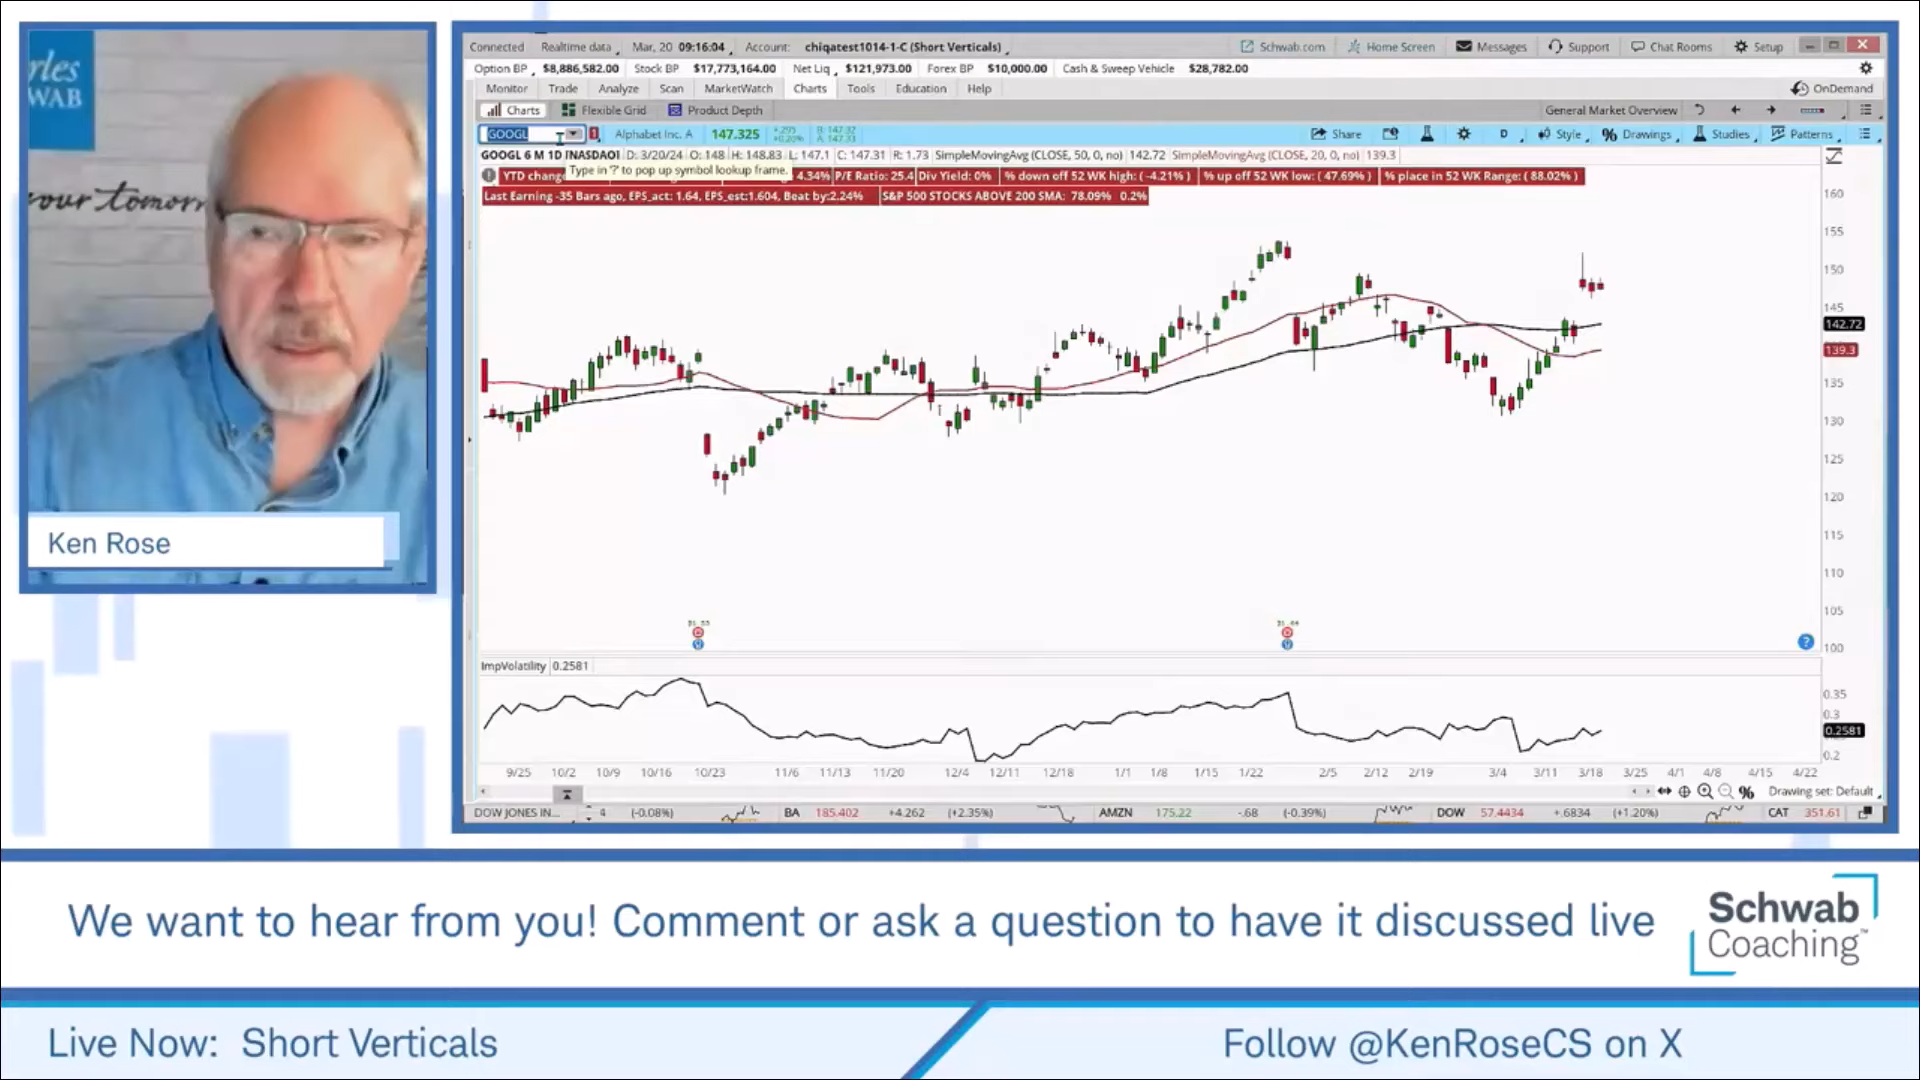 rles
WAB
your tomorr
Ken Rose
Connected Realtime data Mar, 20 09:16:04 Account: chiqatest1014-1-C (Short Verticals) Schwab.com Home Screen Messages Support Chat Rooms Setup
Option BP $8,886,582.00 Stock BP $17,773,164.00 Net Liq $121,973.00 Forex BP $10,000.00 Cash & Sweep Vehicle $28,782.00
Monitor Trade Analyze Scan MarketWatch Charts Tools Education Help OnDemand
Charts Flexible Grid Product Depth General Market Overview
GOOGL Alphabet Inc. A 147.325 +.295 +0.20% B: 147.32 A: 147.33 Share D Style % Drawings Studies Patterns
GOOGL 6 M 1D [NASDAQ] D: 3/20/24 O: 148 H: 148.83 L: 147.1 C: 147.31 R: 1.73 SimpleMovingAvg (CLOSE, 50, 0, no) 142.72 SimpleMovingAvg (CLOSE, 20, 0, no) 139.3
Type in '?' to pop up symbol lookup frame.
YTD chang 4.34% P/E Ratio: 25.4 Div Yield: 0% % down off 52 WK high: ( -4.21% ) % up off 52 WK low: ( 47.69% ) % place in 52 WK Range: ( 88.02% )
Last Earning -35 Bars ago, EPS_act: 1.64, EPS_est:1.604, Beat by:2.24% S&P 500 STOCKS ABOVE 200 SMA: 78.09% 0.2%
160
155
150
145
142.72
139.3
135
130
125
120
115
110
105
100
ImpVolatility 0.2581
0.35
0.3
0.2581
0.2
9/25 10/2 10/9 10/16 10/23 11/6 11/13 11/20 12/4 12/11 12/18 1/1 1/8 1/15 1/22 2/5 2/12 2/19 3/4 3/11 3/18 3/25 4/1 4/8 4/15 4/22
Drawing set: Default
DOW JONES IN... 4 (-0.08%) BA 185.402 +4.262 (+2.35%) AMZN 175.22 -.68 (-0.39%) DOW 57.4434 +.6834 (+1.20%) CAT 351.61
We want to hear from you! Comment or ask a question to have it discussed live
Schwab
Coaching™
Live Now: Short Verticals
Follow @KenRoseCS on X